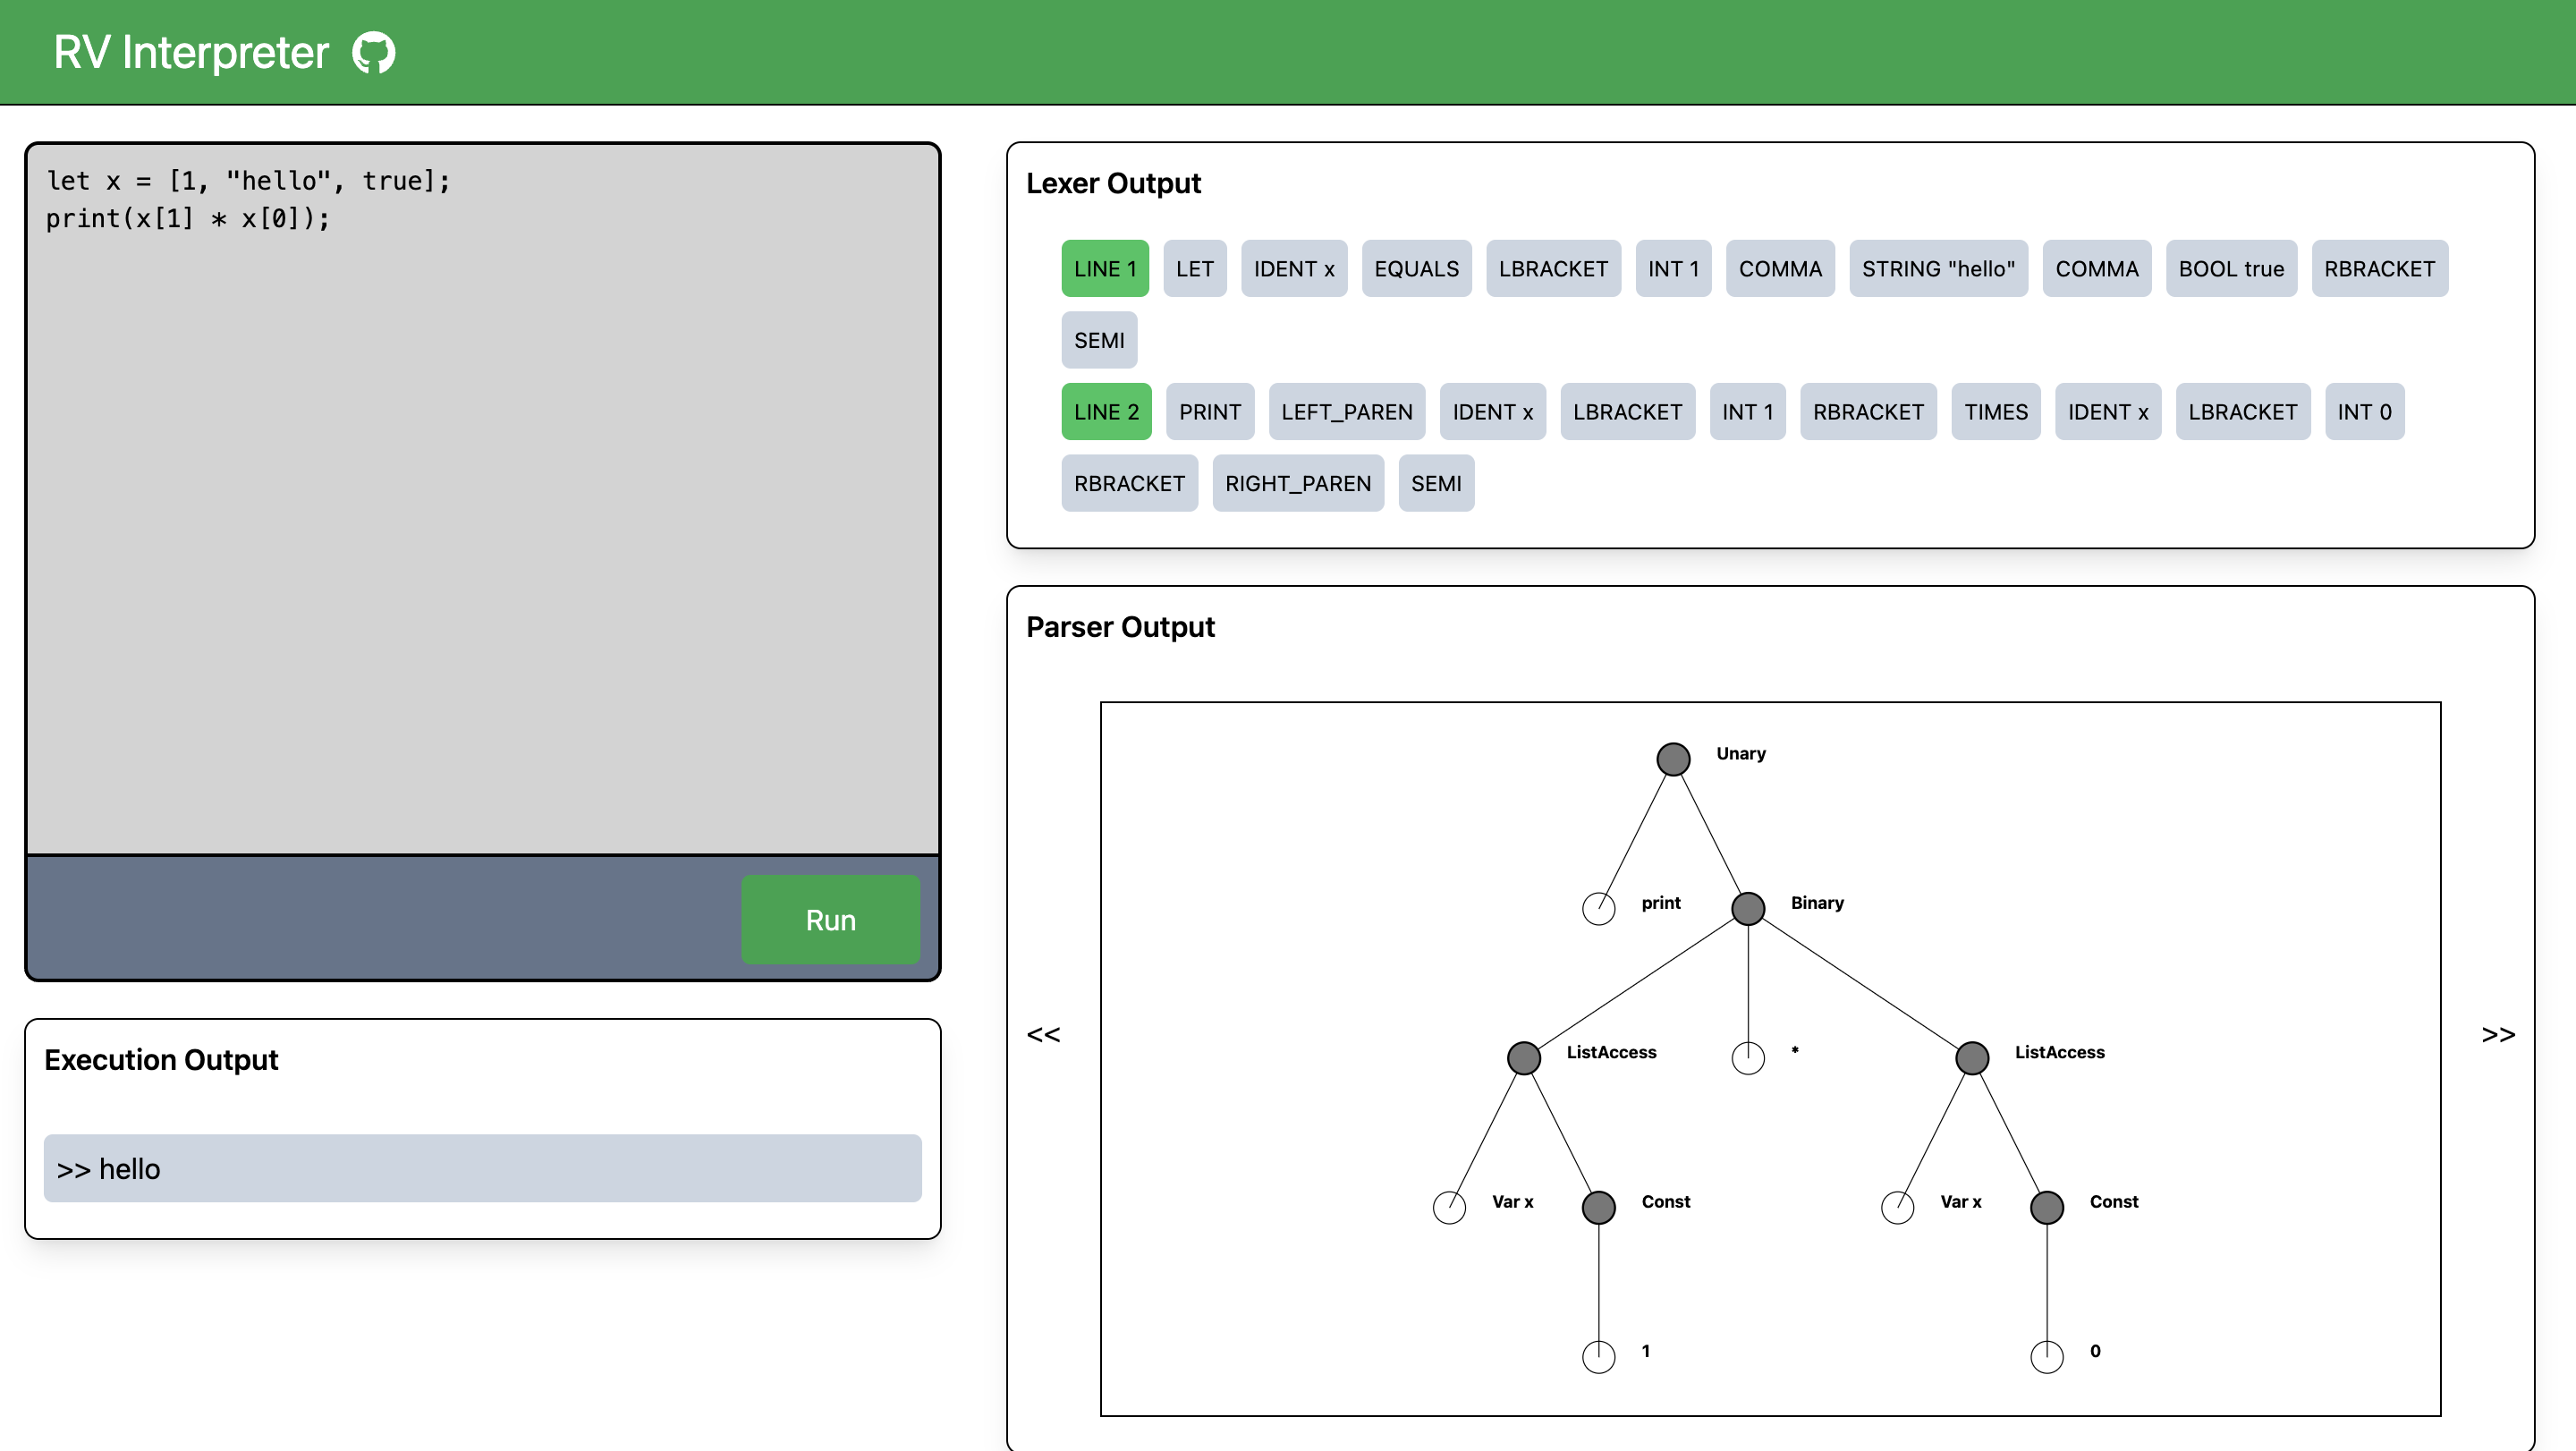 RV Interpreter
let x = [1, "hello", true];
print(x[1] * x[0]);
Run
Execution Output
>> hello
Lexer Output
LINE 1 LET IDENT x EQUALS LBRACKET INT 1 COMMA STRING "hello" COMMA BOOL true RBRACKET
SEMI
LINE 2 PRINT LEFT_PAREN IDENT x LBRACKET INT 1 RBRACKET TIMES IDENT x LBRACKET INT 0
RBRACKET RIGHT_PAREN SEMI
Parser Output
Unary
print Binary
<< >>
ListAccess * ListAccess
Var x Const Var x Const
1 0